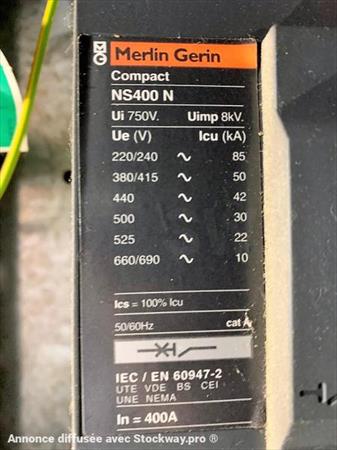 MG Merlin Gerin
Compact
NS400 N
Ui 750V. Uimp 8kV.
Ue (V) Icu (kA)
220/240 ~ 85
380/415 ~ 50
440 ~ 42
500 ~ 30
525 ~ 22
660/690 ~ 10
Ics = 100% Icu
50/60Hz cat A
IEC / EN 60947-2
UTE VDE BS CEI
UNE NEMA
In = 400A
Annonce diffusée avec Stockway.pro ®